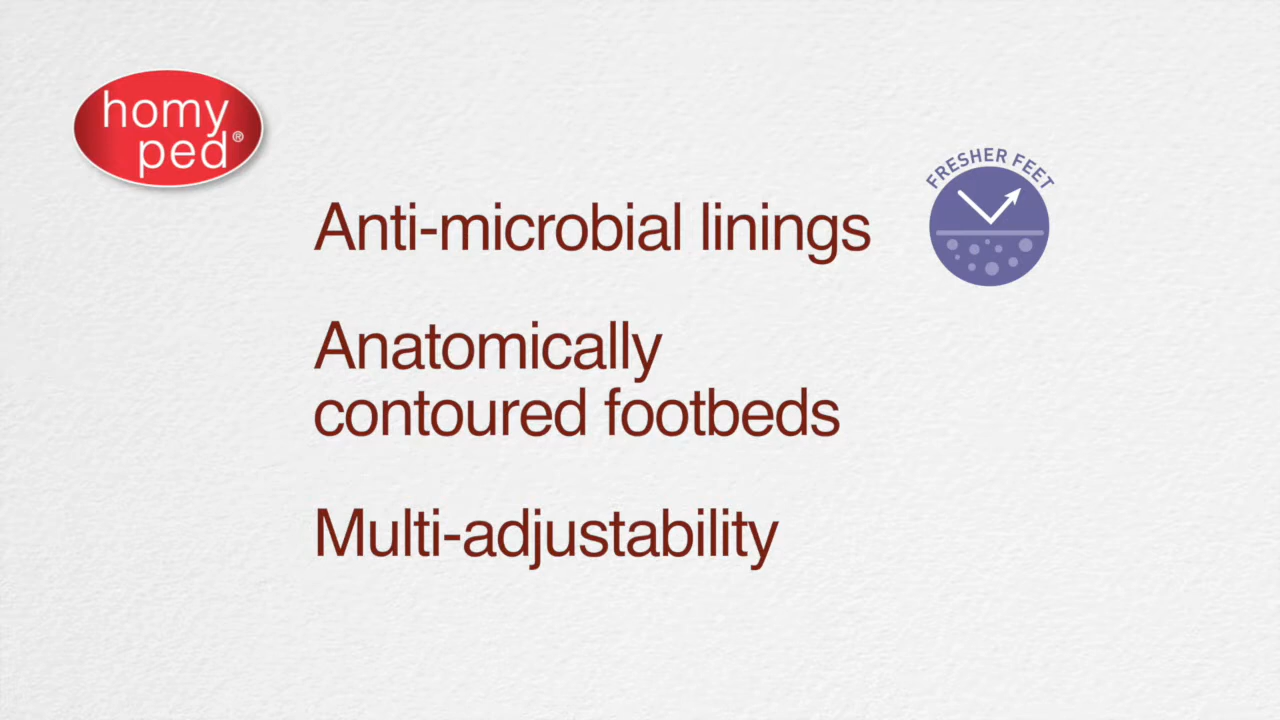 homy
ped®
FRESHER FEET
Anti-microbial linings
Anatomically
contoured footbeds
Multi-adjustability